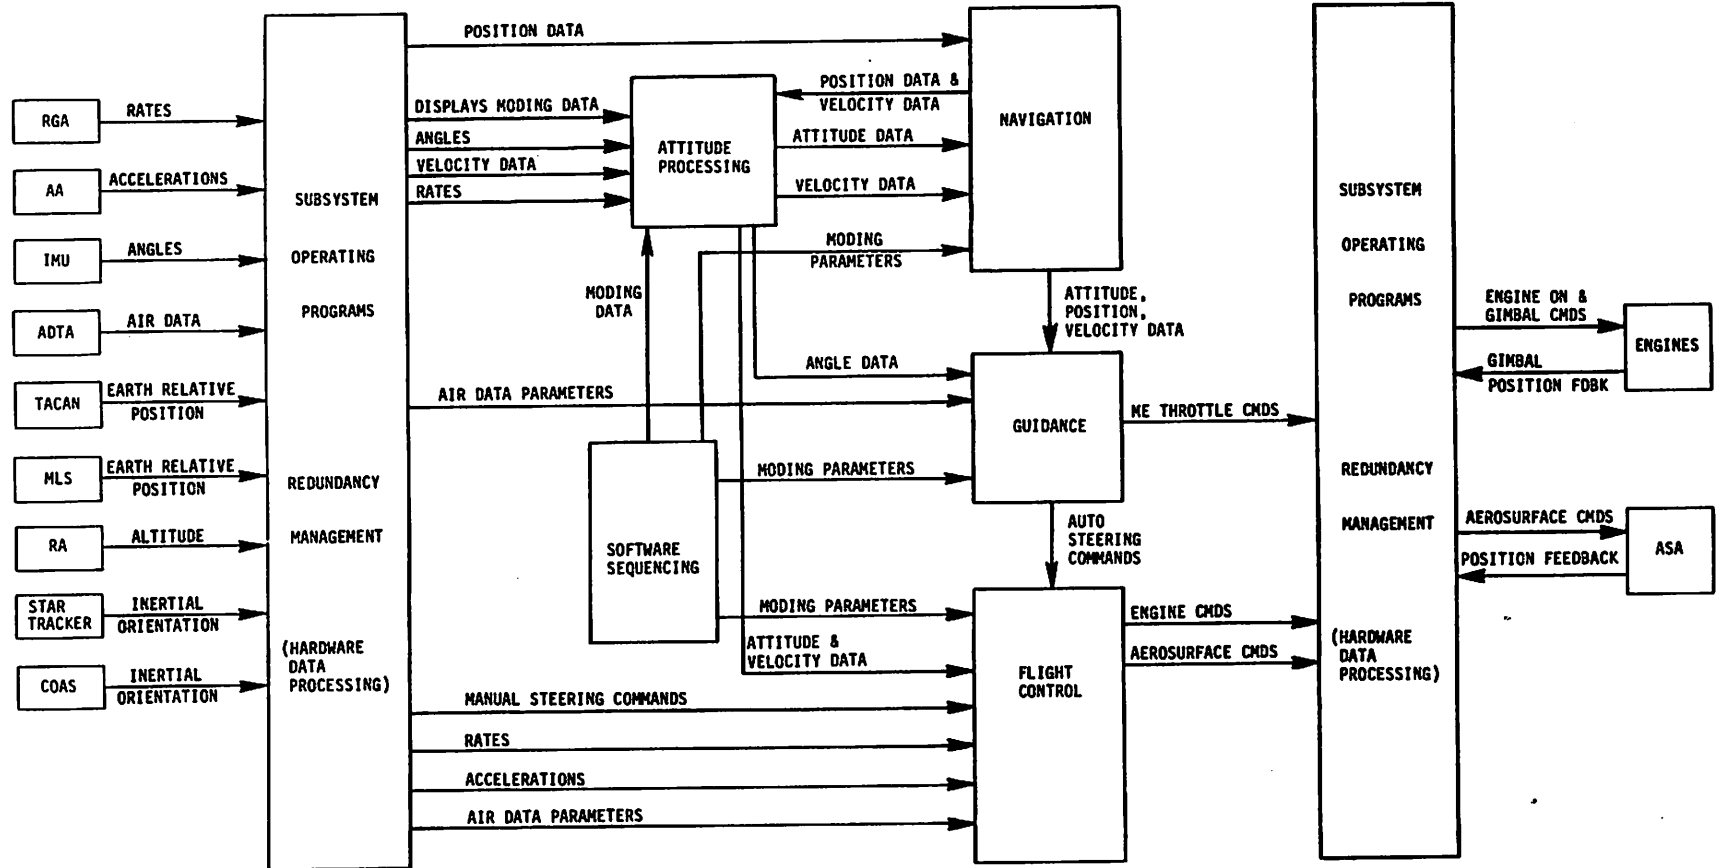 RGA
RATES
AA
ACCELERATIONS
IMU
ANGLES
ADTA
AIR DATA
TACAN
EARTH RELATIVE
POSITION
MLS
EARTH RELATIVE
POSITION
RA
ALTITUDE
STAR
TRACKER
INERTIAL
ORIENTATION
COAS
INERTIAL
ORIENTATION
SUBSYSTEM
OPERATING
PROGRAMS
REDUNDANCY
MANAGEMENT
(HARDWARE
DATA
PROCESSING)
POSITION DATA
DISPLAYS MODING DATA
ANGLES
VELOCITY DATA
RATES
ATTITUDE
PROCESSING
POSITION DATA &
VELOCITY DATA
ATTITUDE DATA
VELOCITY DATA
MODING
PARAMETERS
NAVIGATION
MODING
DATA
ATTITUDE,
POSITION,
VELOCITY DATA
ANGLE DATA
AIR DATA PARAMETERS
GUIDANCE
ME THROTTLE CMDS
MODING PARAMETERS
SOFTWARE
SEQUENCING
AUTO
STEERING
COMMANDS
MODING PARAMETERS
ATTITUDE &
VELOCITY DATA
FLIGHT
CONTROL
ENGINE CMDS
AEROSURFACE CMDS
MANUAL STEERING COMMANDS
RATES
ACCELERATIONS
AIR DATA PARAMETERS
SUBSYSTEM
OPERATING
PROGRAMS
REDUNDANCY
MANAGEMENT
(HARDWARE
DATA
PROCESSING)
ENGINE ON &
GIMBAL CMDS
GIMBAL
POSITION FDBK
ENGINES
AEROSURFACE CMDS
POSITION FEEDBACK
ASA